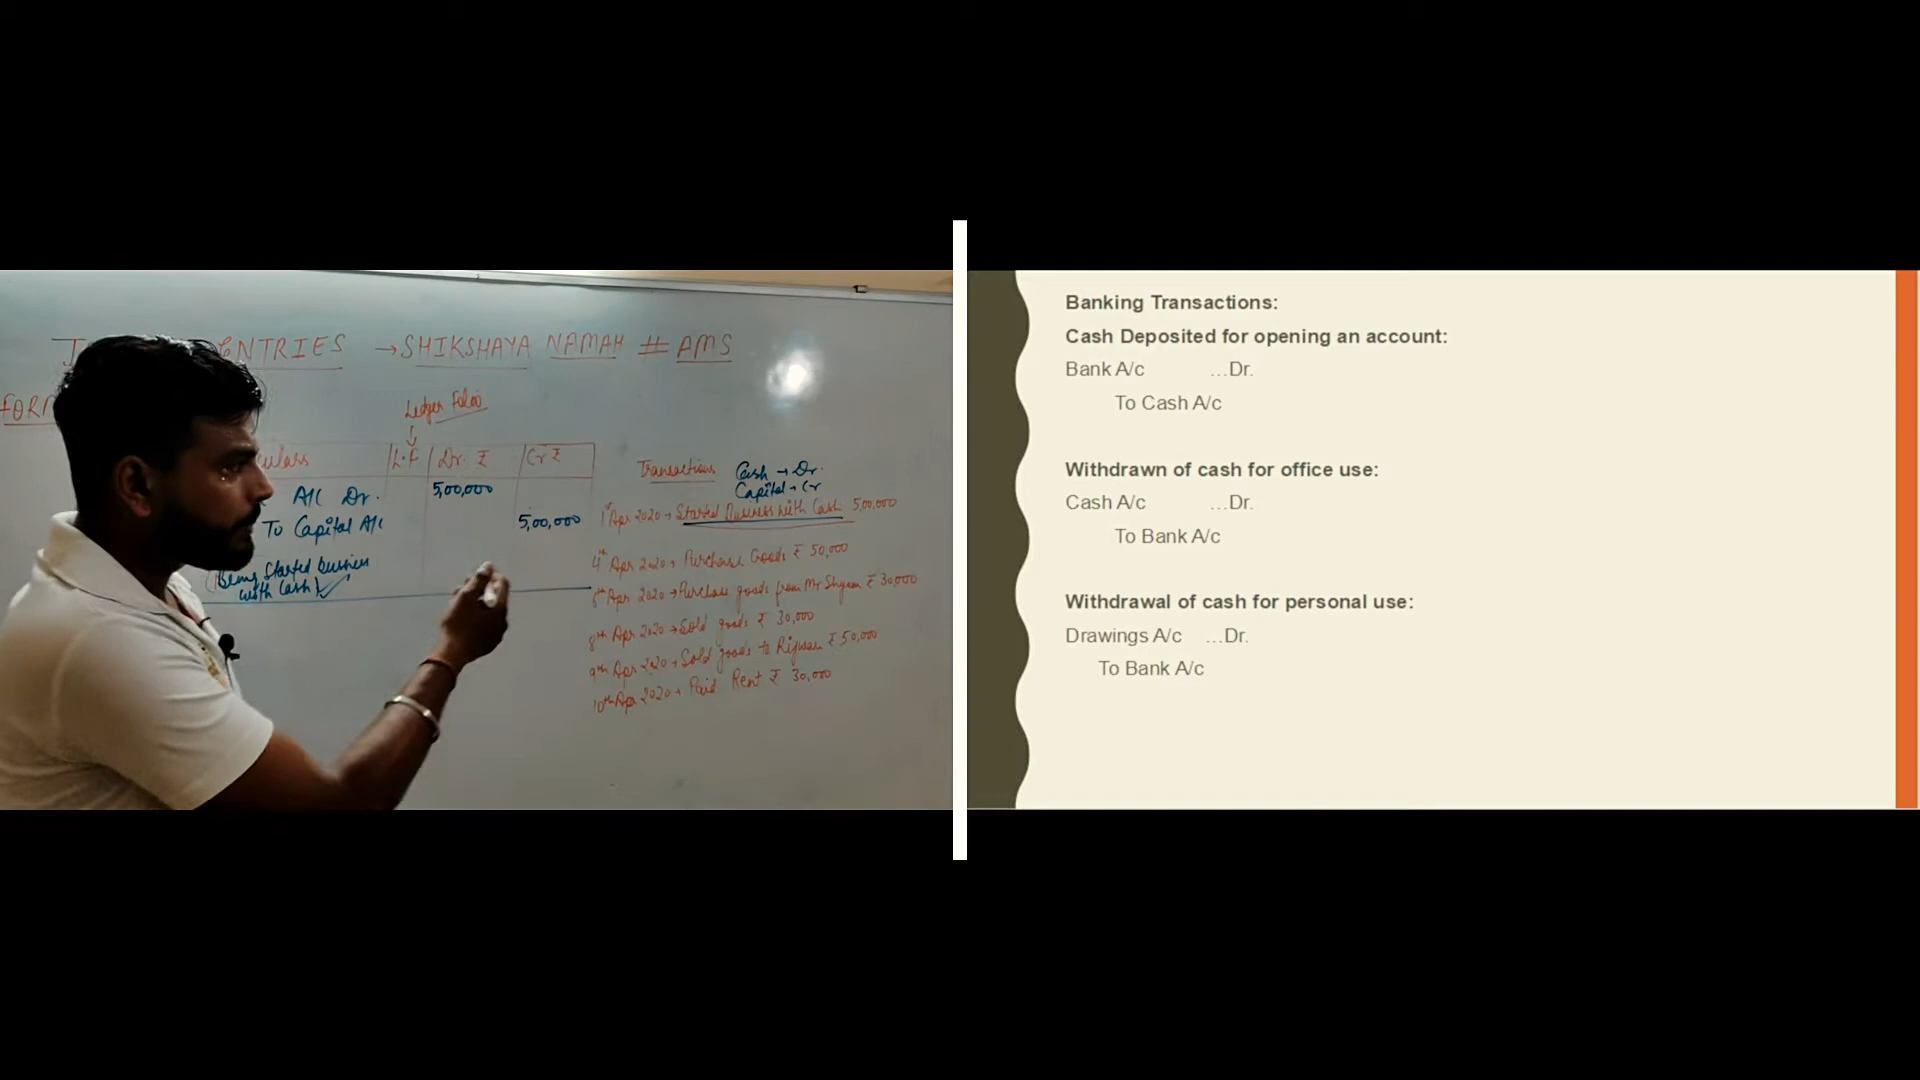 ENTRIES → SHIKSHAYA NAMAH # AMS
Ledger Folio
L.F
Dr. ₹
Cr ₹
A/C Dr.
5,00,000
To Capital A/c
5,00,000
(Being Started business
with Cash)
Transactions
Cash → Dr.
Capital → Cr
1st Apr 2020 → Started Business with Cash 5,00,000
4th Apr 2020 → Purchase Goods ₹ 50,000
5th Apr 2020 → Purchase goods from Mr Shyam ₹ 30,000
8th Apr 2020 → Sold goods ₹ 30,000
9th Apr 2020 → Sold goods to Rijwan ₹ 50,000
10th Apr 2020 → Paid Rent ₹ 30,000
Banking Transactions:
Cash Deposited for opening an account:
Bank A/c ...Dr.
To Cash A/c
Withdrawn of cash for office use:
Cash A/c ...Dr.
To Bank A/c
Withdrawal of cash for personal use:
Drawings A/c ...Dr.
To Bank A/c